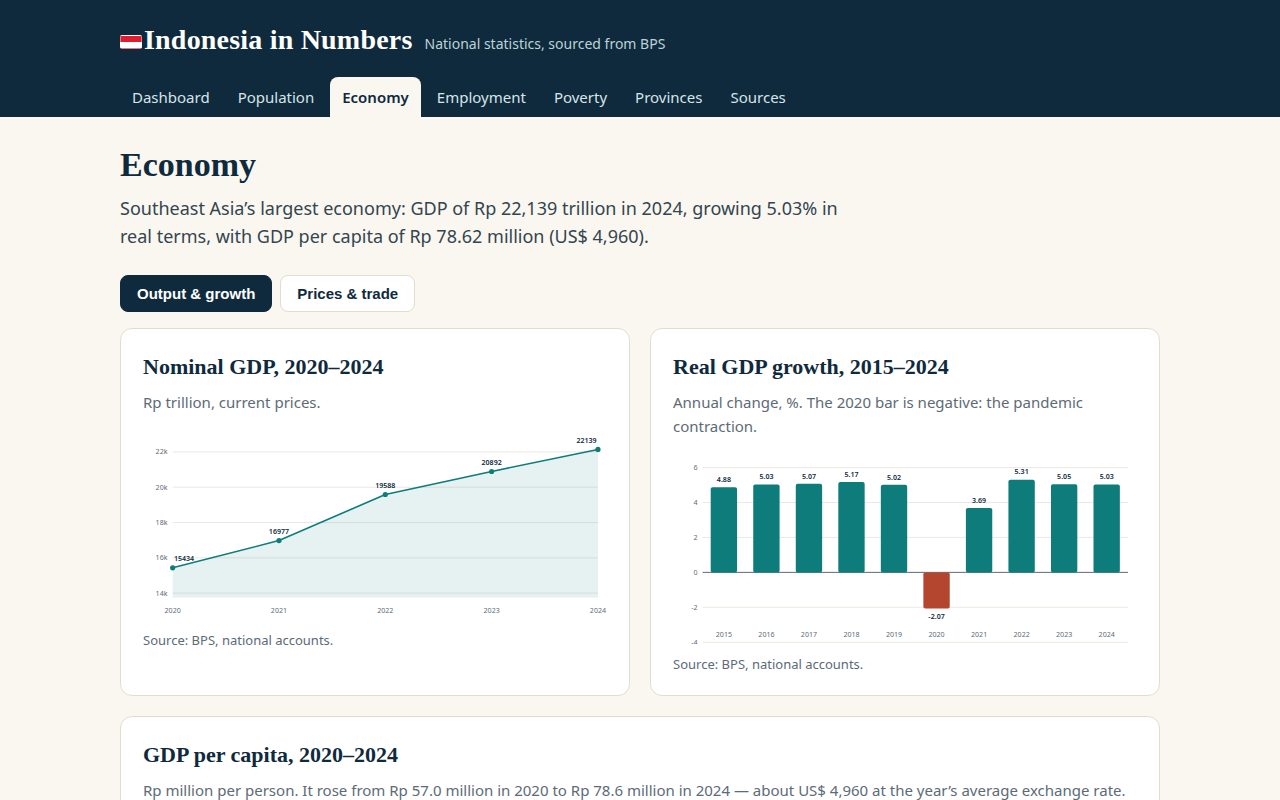 Indonesia in Numbers National statistics, sourced from BPS
Dashboard Population Economy Employment Poverty Provinces Sources
Economy
Southeast Asia’s largest economy: GDP of Rp 22,139 trillion in 2024, growing 5.03% in
real terms, with GDP per capita of Rp 78.62 million (US$ 4,960).
Output & growth Prices & trade
Nominal GDP, 2020–2024
Rp trillion, current prices.
22k
20k
18k
16k
14k
15434
16977
19588
20892
22139
2020 2021 2022 2023 2024
Source: BPS, national accounts.
Real GDP growth, 2015–2024
Annual change, %. The 2020 bar is negative: the pandemic
contraction.
6
4
2
0
-2
-4
4.88 5.03 5.07 5.17 5.02 -2.07 3.69 5.31 5.05 5.03
2015 2016 2017 2018 2019 2020 2021 2022 2023 2024
Source: BPS, national accounts.
GDP per capita, 2020–2024
Rp million per person. It rose from Rp 57.0 million in 2020 to Rp 78.6 million in 2024 — about US$ 4,960 at the year’s average exchange rate.